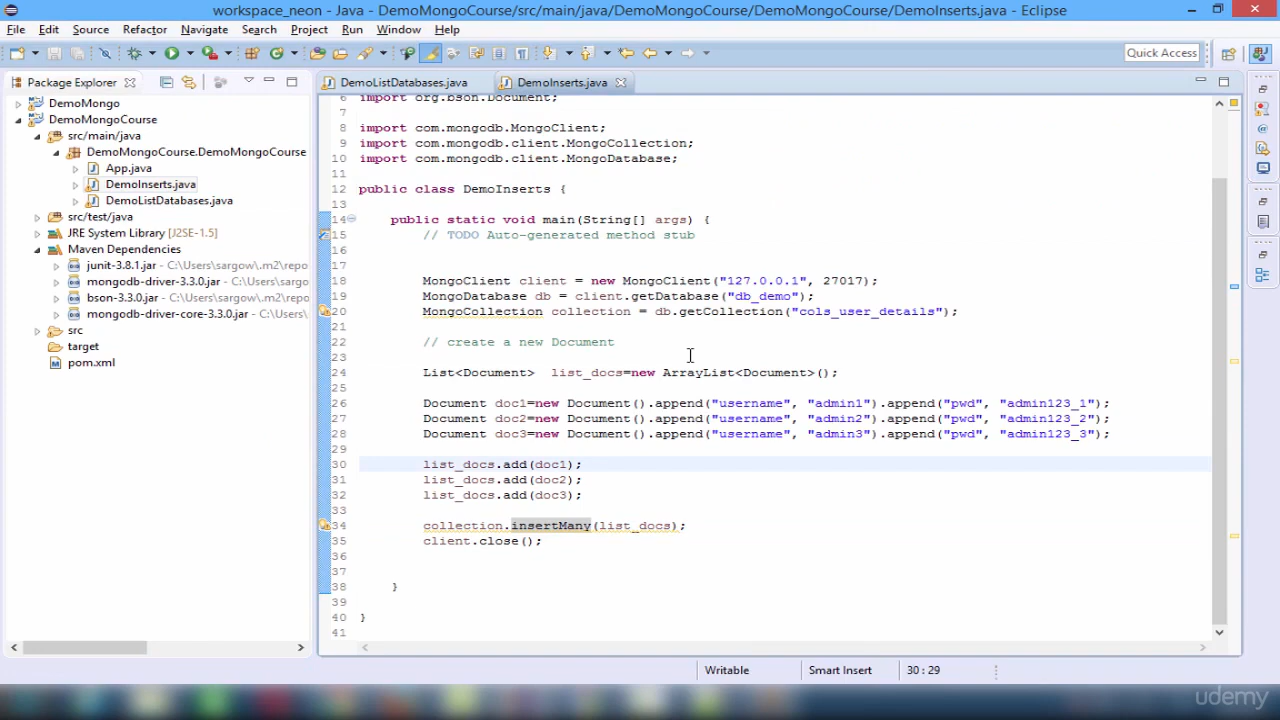 workspace_neon - Java - DemoMongoCourse/src/main/java/DemoMongoCourse/DemoMongoCourse/DemoInserts.java - Eclipse
File Edit Source Refactor Navigate Search Project Run Window Help
Quick Access
Package Explorer
DemoListDatabases.java
DemoInserts.java
DemoMongo
DemoMongoCourse
src/main/java
DemoMongoCourse.DemoMongoCourse
App.java
DemoInserts.java
DemoListDatabases.java
src/test/java
JRE System Library [J2SE-1.5]
Maven Dependencies
junit-3.8.1.jar - C:\Users\sargow\.m2\repo
mongodb-driver-3.3.0.jar - C:\Users\sa
bson-3.3.0.jar - C:\Users\sargow\.m2\repo
mongodb-driver-core-3.3.0.jar - C:\Users
src
target
pom.xml
6 import org.bson.Document;
7
8 import com.mongodb.MongoClient;
9 import com.mongodb.client.MongoCollection;
10 import com.mongodb.client.MongoDatabase;
11
12 public class DemoInserts {
13
14 public static void main(String[] args) {
15 // TODO Auto-generated method stub
16
17
18 MongoClient client = new MongoClient("127.0.0.1", 27017);
19 MongoDatabase db = client.getDatabase("db_demo");
20 MongoCollection collection = db.getCollection("cols_user_details");
21
22 // create a new Document
23
24 List<Document> list_docs=new ArrayList<Document>();
25
26 Document doc1=new Document().append("username", "admin1").append("pwd", "admin123_1");
27 Document doc2=new Document().append("username", "admin2").append("pwd", "admin123_2");
28 Document doc3=new Document().append("username", "admin3").append("pwd", "admin123_3");
29
30 list_docs.add(doc1);
31 list_docs.add(doc2);
32 list_docs.add(doc3);
34 collection.insertMany(list_docs);
35 client.close();
36
37
38 }
39
40 }
41
Writable
Smart Insert
30 : 29
udemy